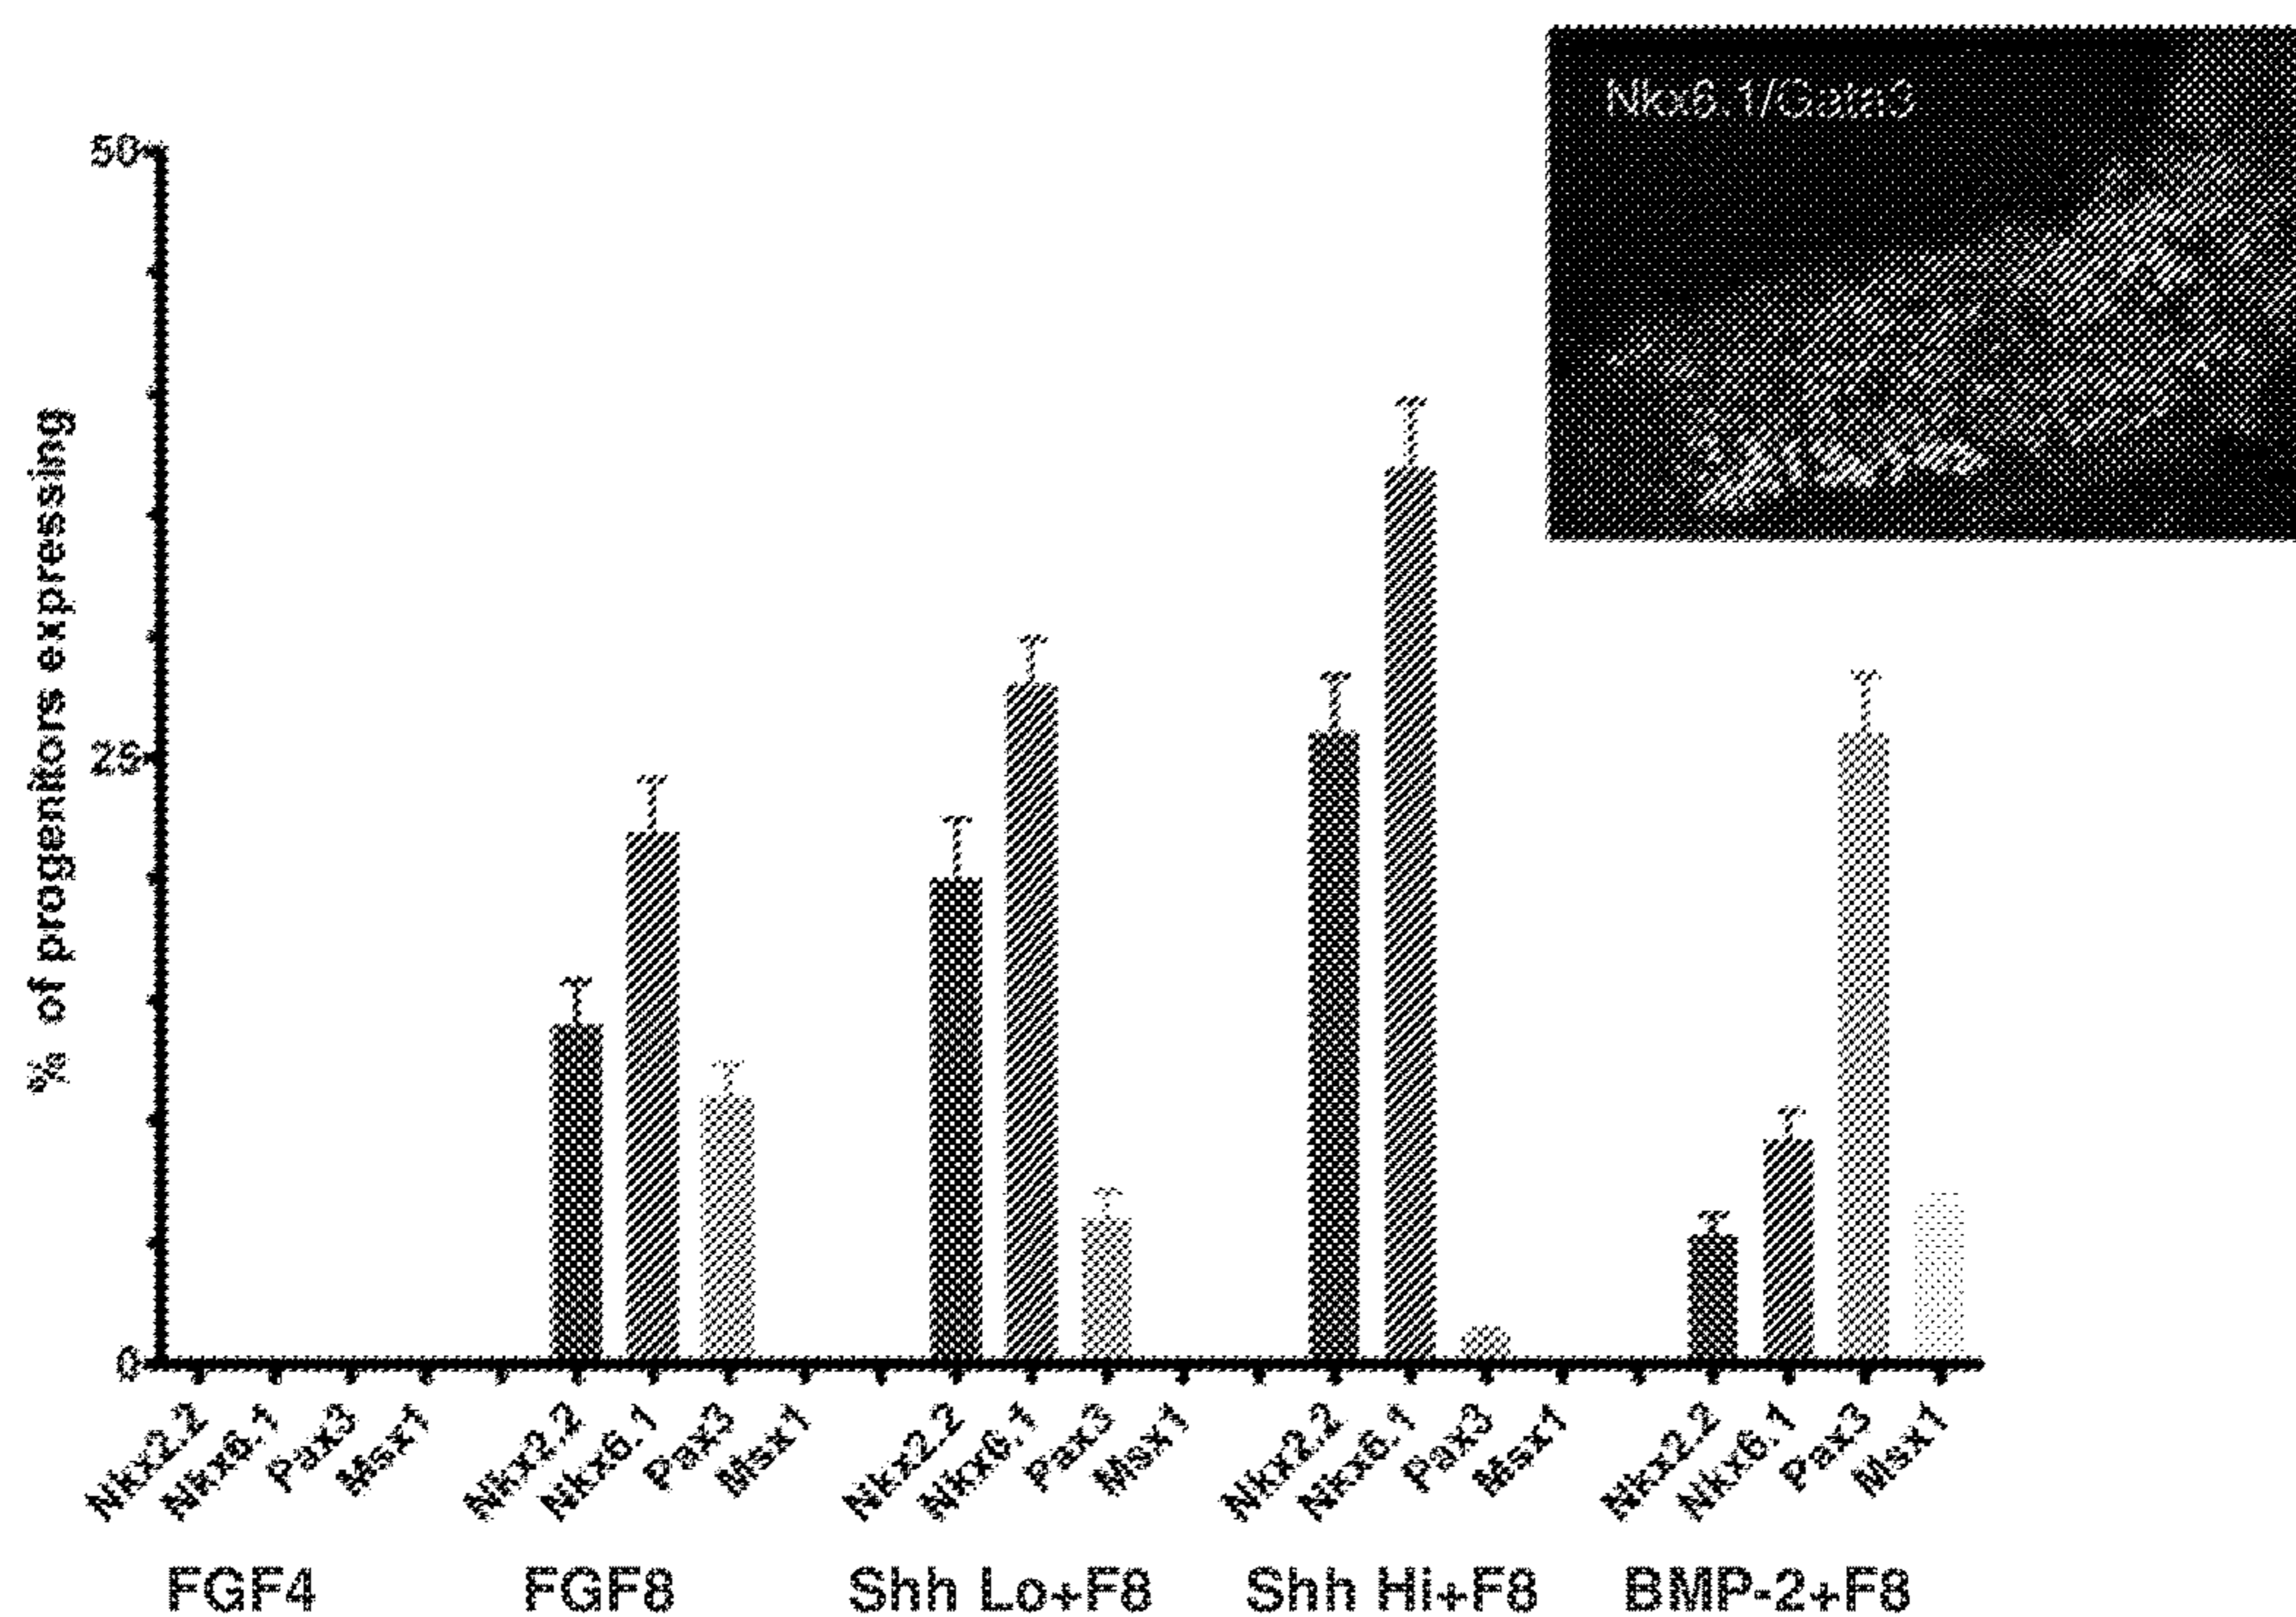 Nkx6.1/Gata3
% of progenitors expressing
50
25
0
Nkx2.2 Nkx6.1 Pax3 Msx1 Nkx2.2 Nkx6.1 Pax3 Msx1 Nkx2.2 Nkx6.1 Pax3 Msx1 Nkx2.2 Nkx6.1 Pax3 Msx1 Nkx2.2 Nkx6.1 Pax3 Msx1
FGF4 FGF8 Shh Lo+F8 Shh Hi+F8 BMP-2+F8